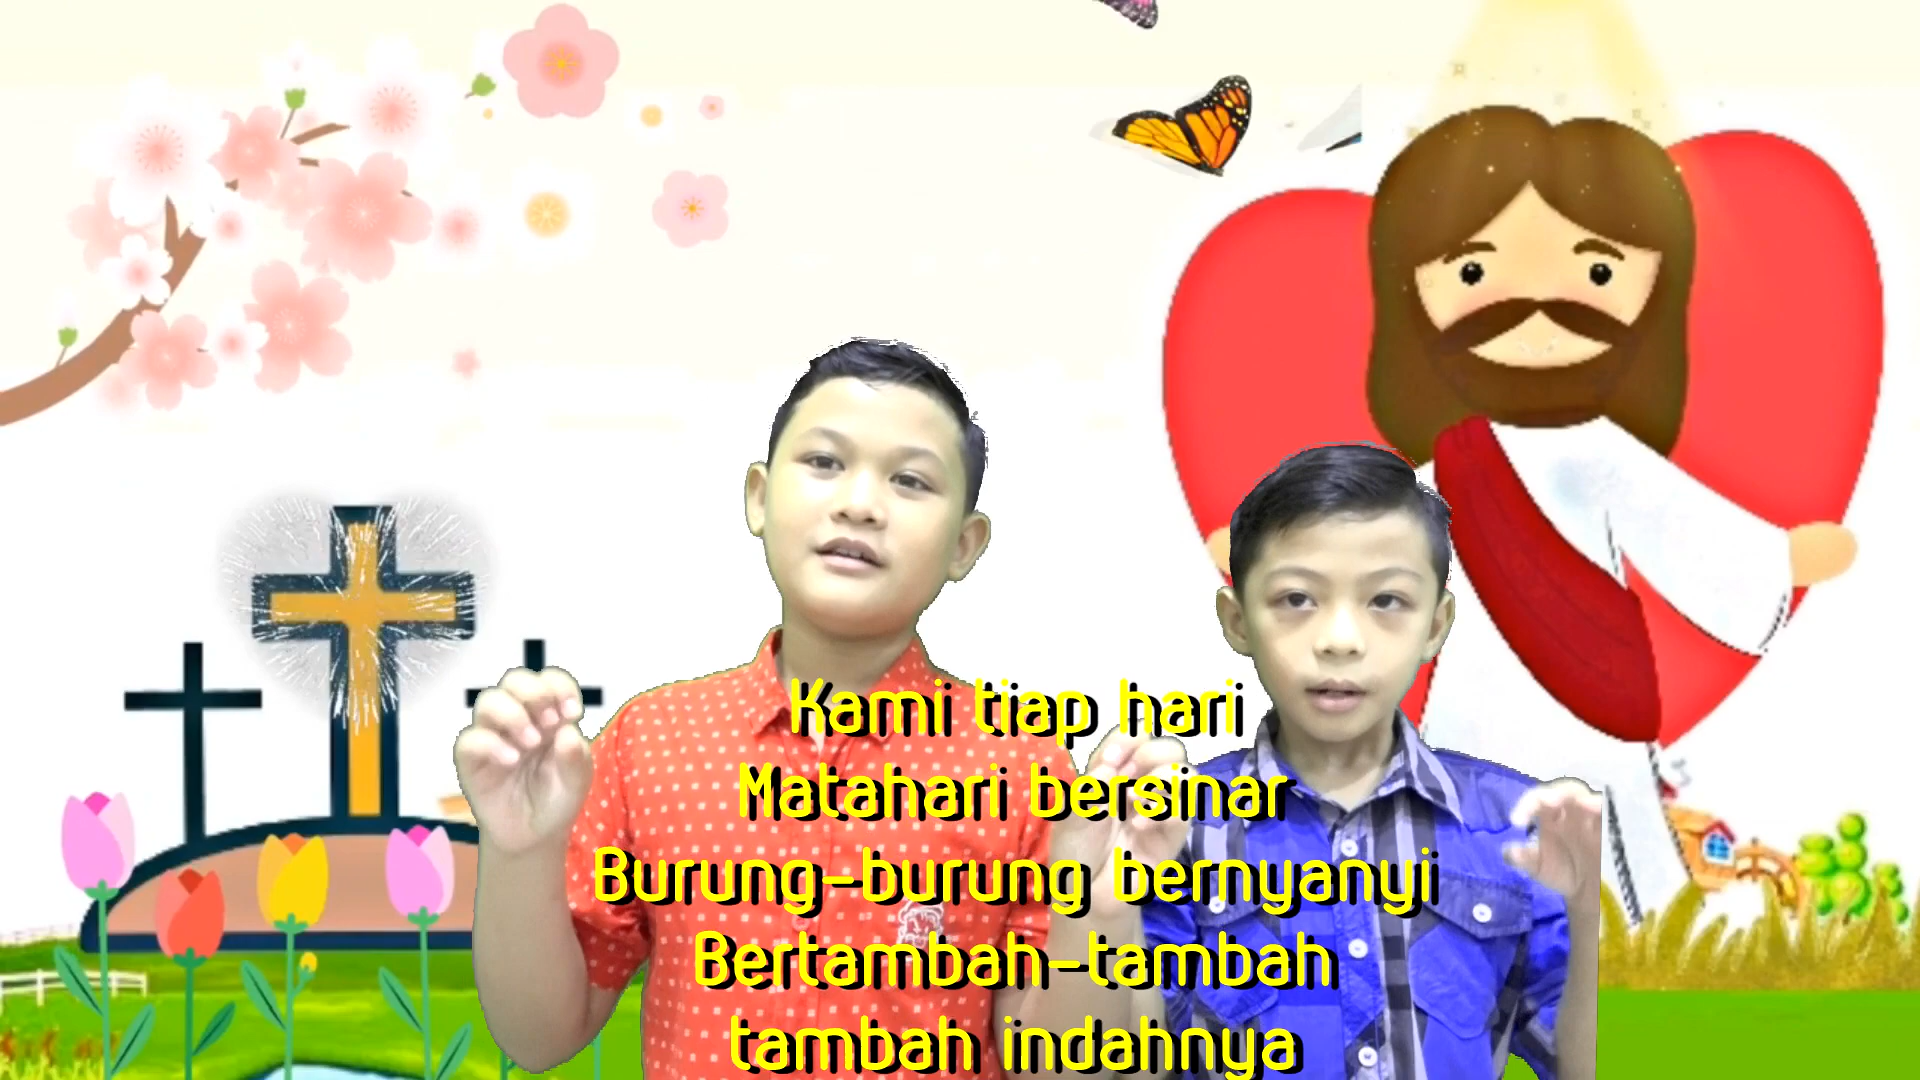 Kami tiap hari
Matahari bersinar
Burung-burung bernyanyi
Bertambah-tambah
tambah indahnya